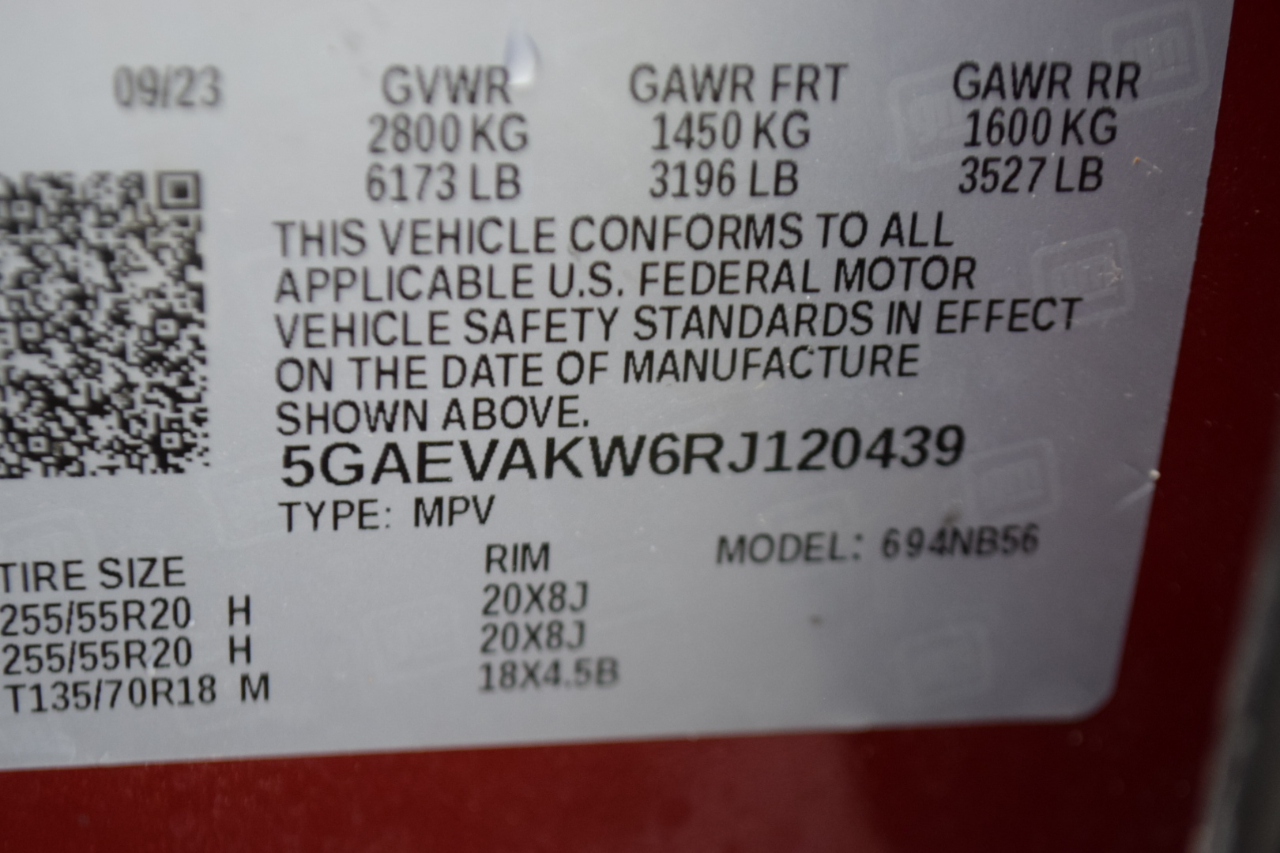 09/23 GVWR GAWR FRT GAWR RR
2800 KG 1450 KG 1600 KG
6173 LB 3196 LB 3527 LB
THIS VEHICLE CONFORMS TO ALL
APPLICABLE U.S. FEDERAL MOTOR
VEHICLE SAFETY STANDARDS IN EFFECT
ON THE DATE OF MANUFACTURE
SHOWN ABOVE.
5GAEVAKW6RJ120439
TYPE: MPV
MODEL: 694NB56
TIRE SIZE RIM
255/55R20 H 20X8J
255/55R20 H 20X8J
T135/70R18 M 18X4.5B